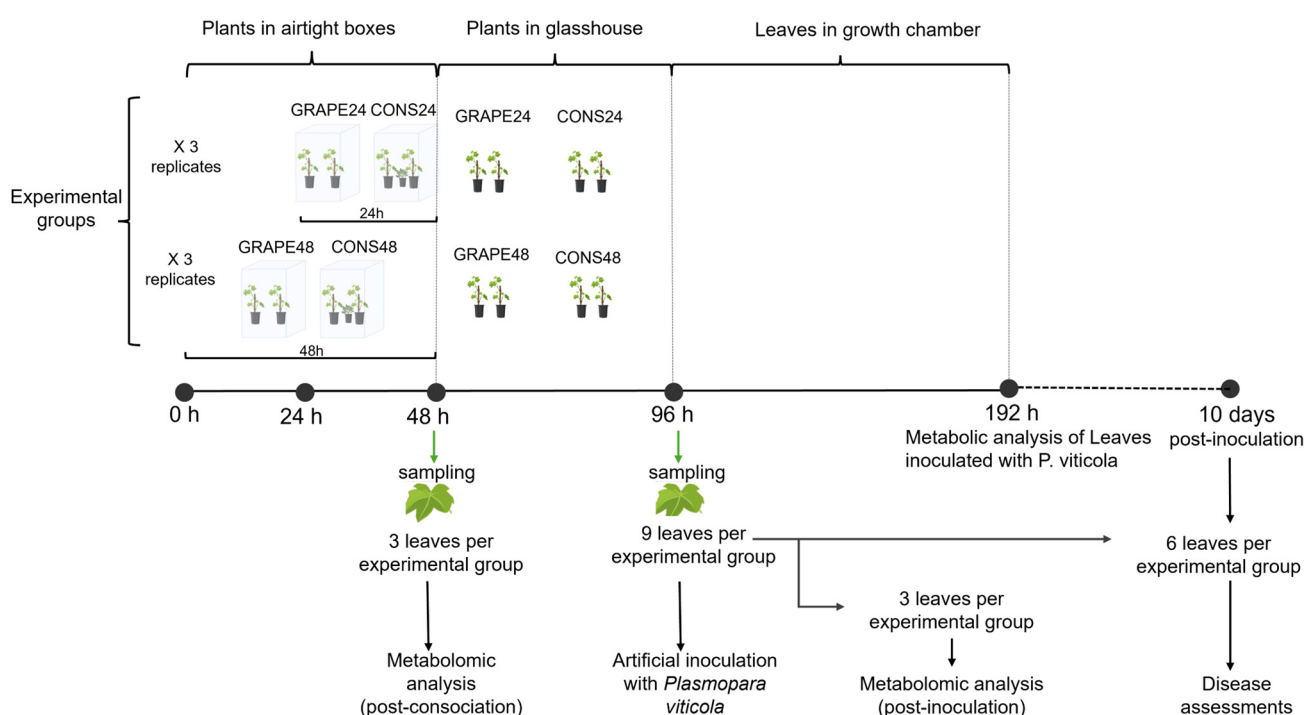 Plants in airtight boxes
Plants in glasshouse
Leaves in growth chamber
GRAPE24 CONS24
GRAPE24
CONS24
X 3
replicates
24h
Experimental
groups
GRAPE48
CONS48
GRAPE48
CONS48
X 3
replicates
48h
0 h
24 h
48 h
96 h
192 h
10 days
post-inoculation
Metabolic analysis of Leaves
inoculated with P. viticola
sampling
sampling
3 leaves per
experimental group
9 leaves per
experimental group
6 leaves per
experimental group
3 leaves per
experimental group
Metabolomic
analysis
(post-consociation)
Artificial inoculation
with Plasmopara
viticola
Metabolomic analysis
(post-inoculation)
Disease
assessments